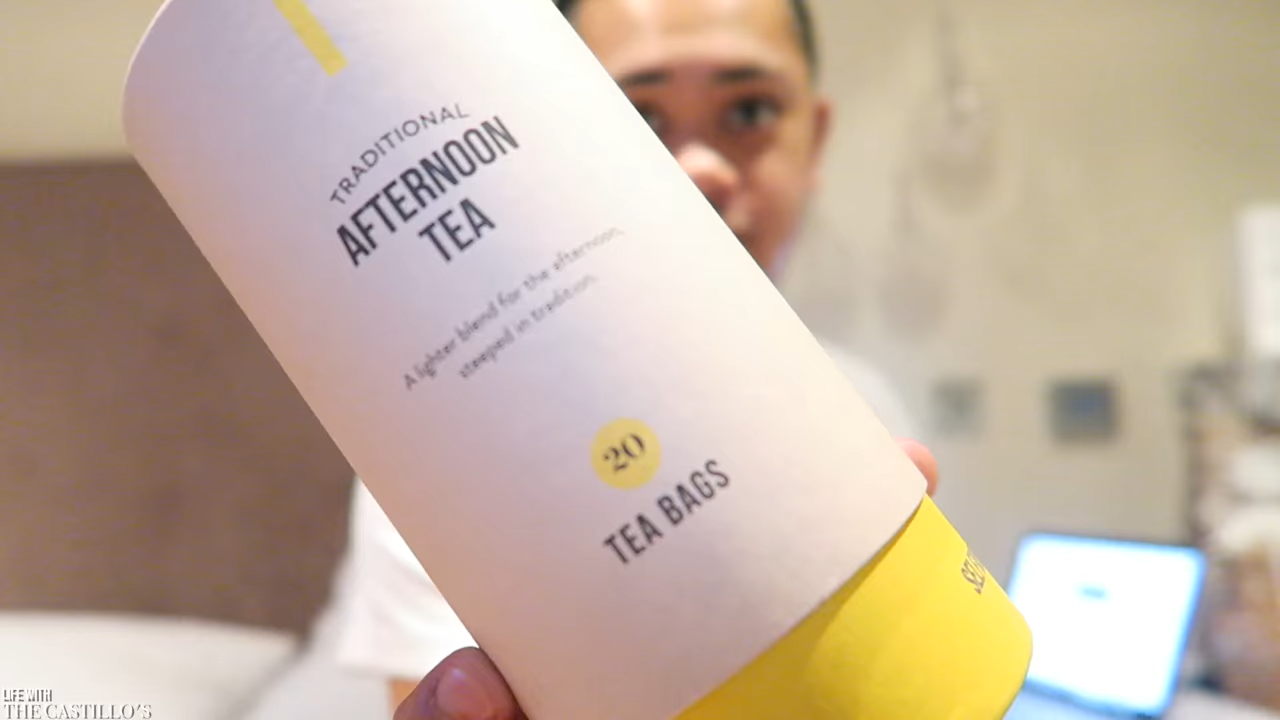 TRADITIONAL
AFTERNOON
TEA
A lighter blend for the afternoon,
steeped in tradition.
20
TEA BAGS
LIFE WITH
THE CASTILLO'S